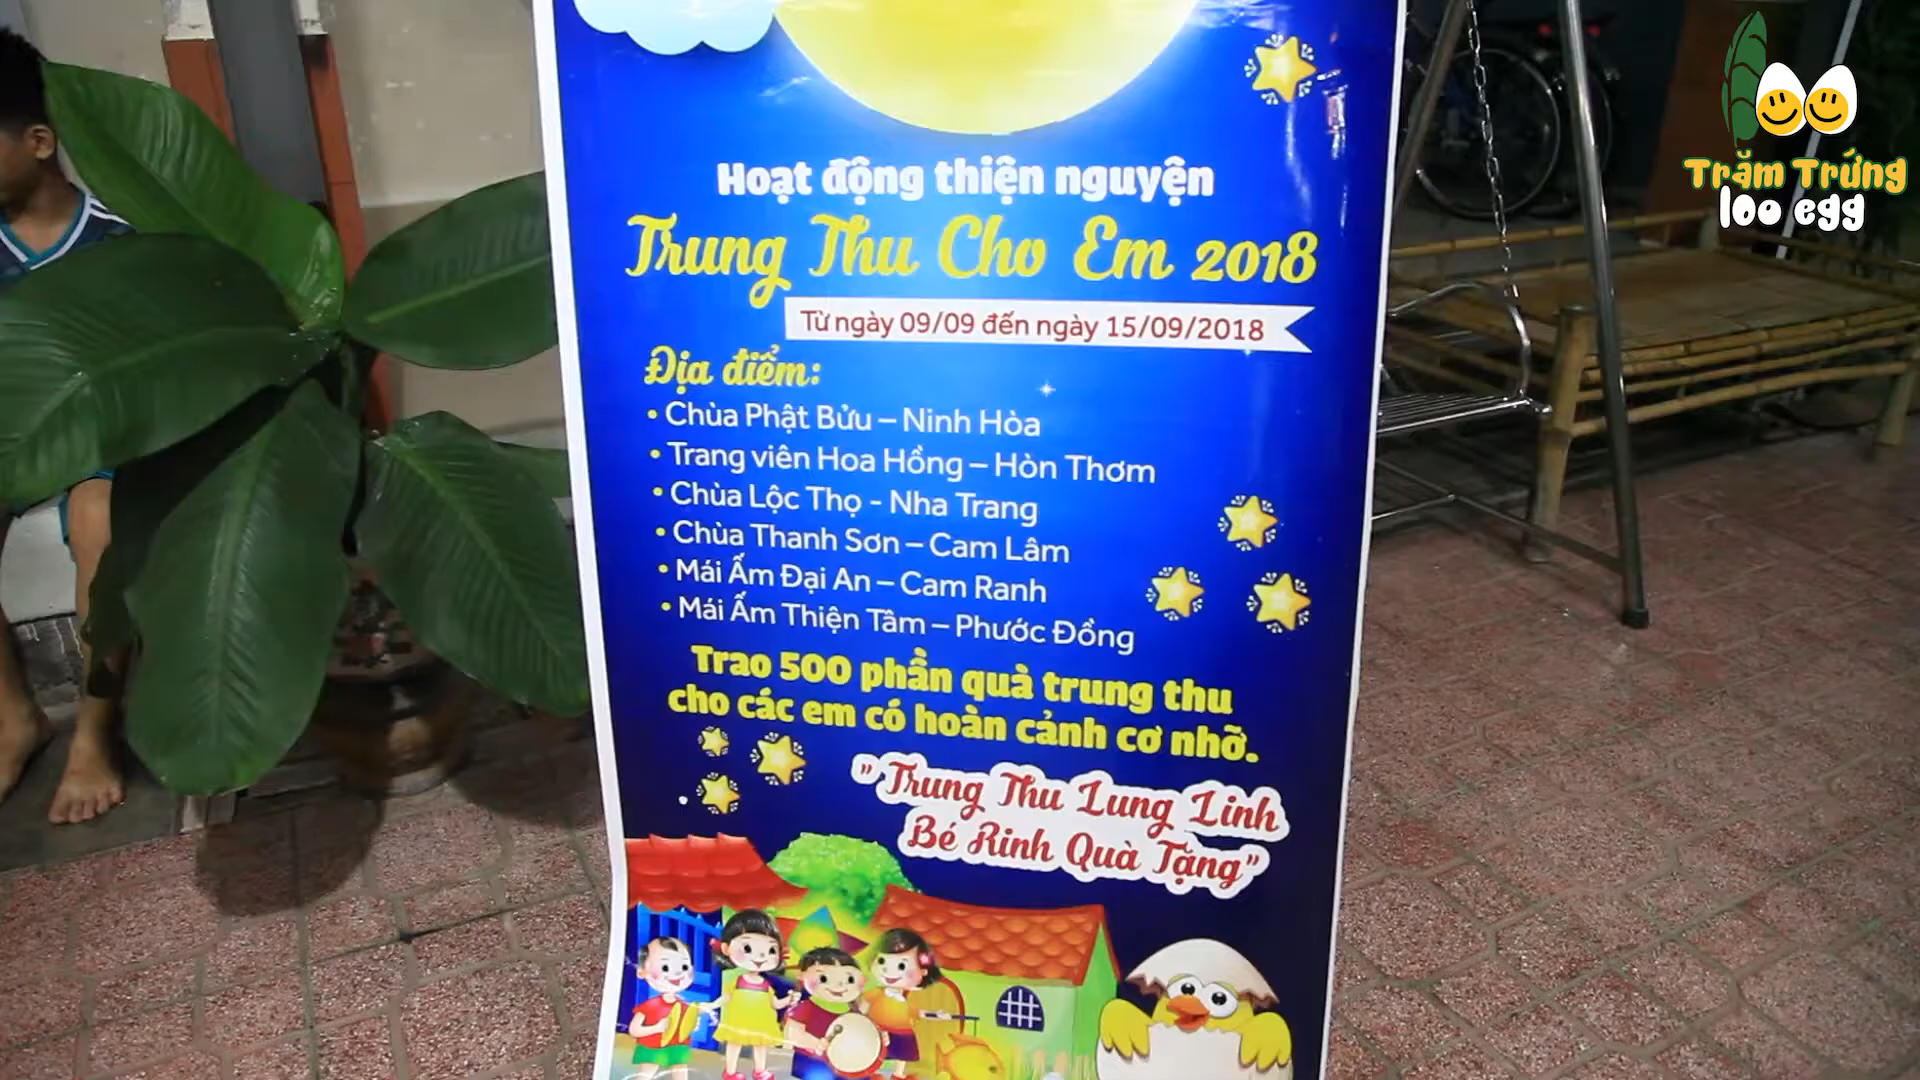 Trăm Trứng
100 egg
Hoạt động thiện nguyện
Trung Thu Cho Em 2018
Từ ngày 09/09 đến ngày 15/09/2018
Địa điểm:
• Chùa Phật Bửu – Ninh Hòa
• Trang viên Hoa Hồng – Hòn Thơm
• Chùa Lộc Thọ - Nha Trang
• Chùa Thanh Sơn – Cam Lâm
• Mái Ấm Đại An – Cam Ranh
• Mái Ấm Thiện Tâm – Phước Đồng
Trao 500 phần quà trung thu
cho các em có hoàn cảnh cơ nhỡ.
"Trung Thu Lung Linh
Bé Rinh Quà Tặng"